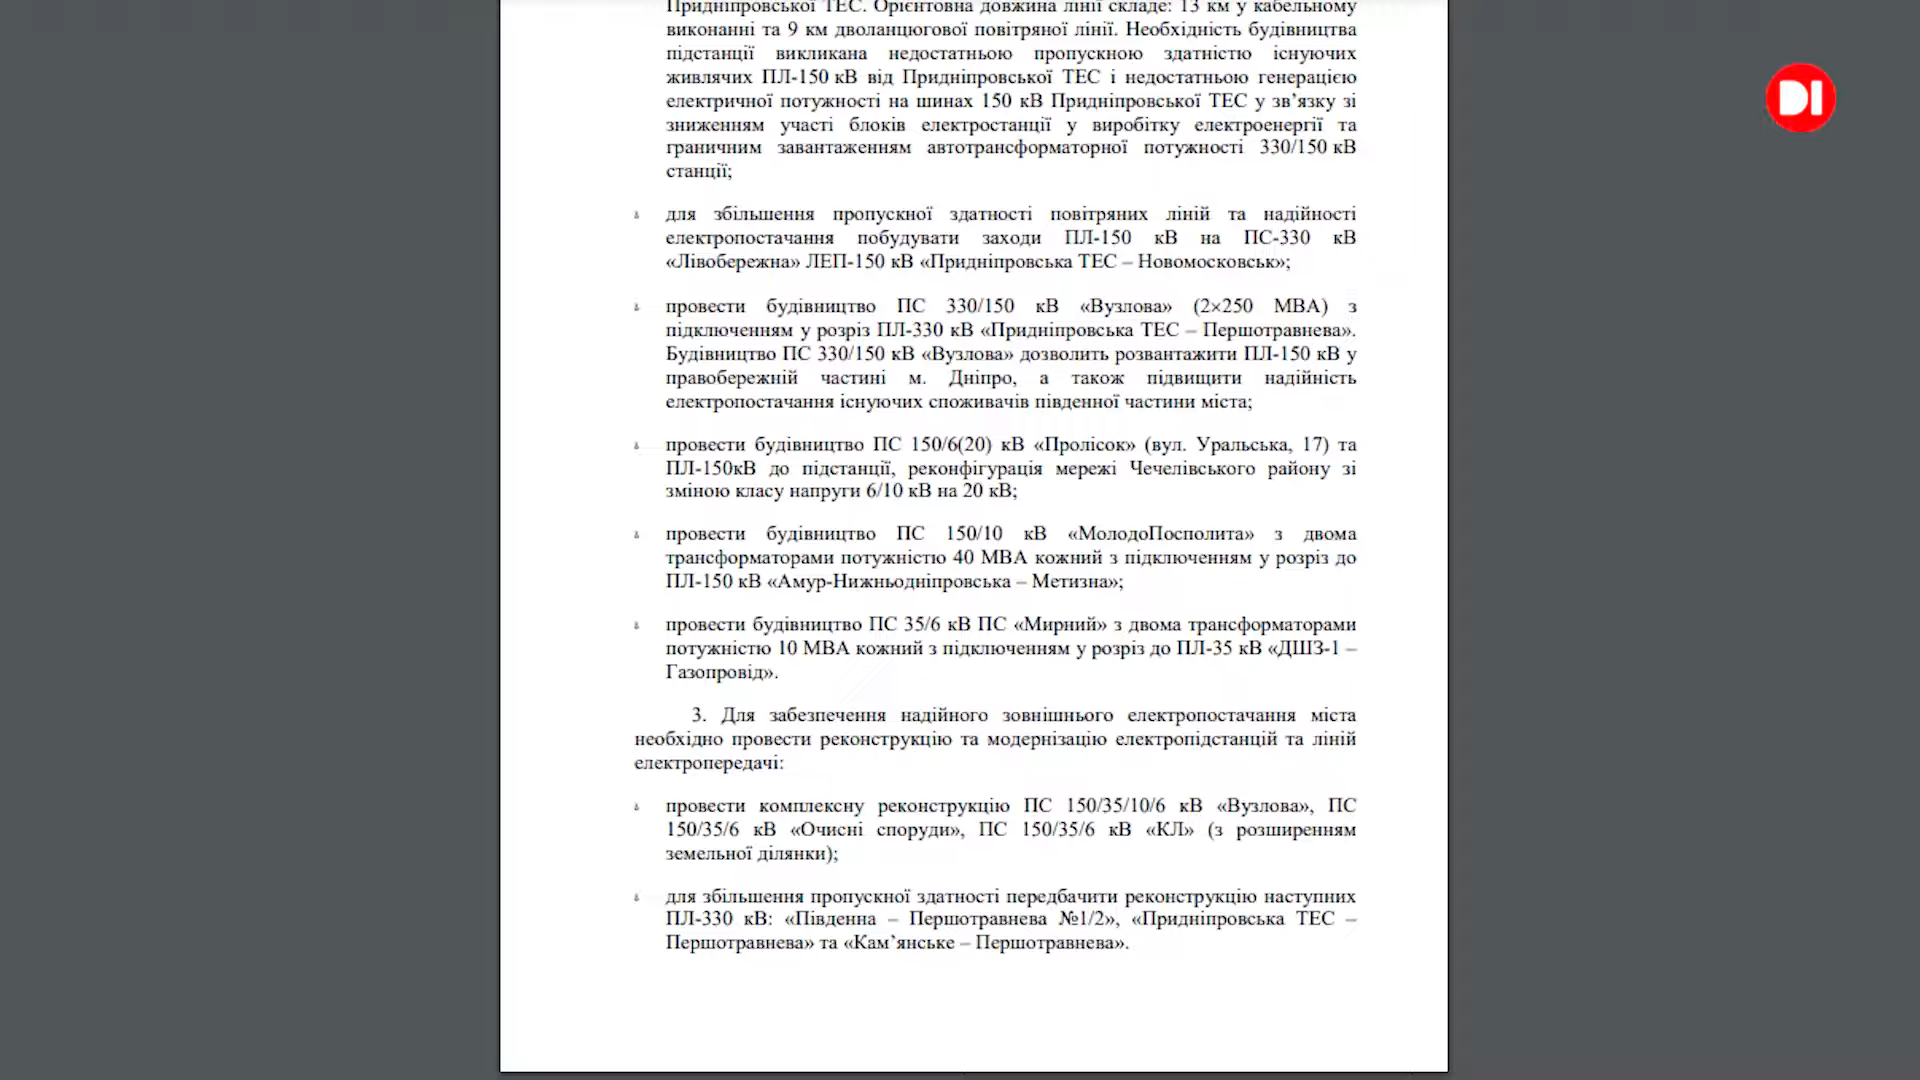 Придніпровської ТЕС. Орієнтовна довжина лінії складе: 13 км у кабельному
виконанні та 9 км дволанцюгової повітряної лінії. Необхідність будівництва
підстанції викликана недостатньою пропускною здатністю існуючих
живлячих ПЛ-150 кВ від Придніпровської ТЕС і недостатньою генерацією
електричної потужності на шинах 150 кВ Придніпровської ТЕС у зв’язку зі
зниженням участі блоків електростанції у виробітку електроенергії та
граничним завантаженням автотрансформаторної потужності 330/150 кВ
станції;
для збільшення пропускної здатності повітряних ліній та надійності
електропостачання побудувати заходи ПЛ-150 кВ на ПС-330 кВ
«Лівобережна» ЛЕП-150 кВ «Придніпровська ТЕС – Новомосковськ»;
провести будівництво ПС 330/150 кВ «Вузлова» (2×250 МВА) з
підключенням у розріз ПЛ-330 кВ «Придніпровська ТЕС – Першотравнева».
Будівництво ПС 330/150 кВ «Вузлова» дозволить розвантажити ПЛ-150 кВ у
правобережній частині м. Дніпро, а також підвищити надійність
електропостачання існуючих споживачів південної частини міста;
провести будівництво ПС 150/6(20) кВ «Пролісок» (вул. Уральська, 17) та
ПЛ-150кВ до підстанції, реконфігурація мережі Чечелівського району зі
зміною класу напруги 6/10 кВ на 20 кВ;
провести будівництво ПС 150/10 кВ «МолодоПосполита» з двома
трансформаторами потужністю 40 МВА кожний з підключенням у розріз до
ПЛ-150 кВ «Амур-Нижньодніпровська – Метизна»;
провести будівництво ПС 35/6 кВ ПС «Мирний» з двома трансформаторами
потужністю 10 МВА кожний з підключенням у розріз до ПЛ-35 кВ «ДШЗ-1 –
Газопровід».
3. Для забезпечення надійного зовнішнього електропостачання міста
необхідно провести реконструкцію та модернізацію електропідстанцій та ліній
електропередачі:
провести комплексну реконструкцію ПС 150/35/10/6 кВ «Вузлова», ПС
150/35/6 кВ «Очисні споруди», ПС 150/35/6 кВ «КЛ» (з розширенням
земельної ділянки);
для збільшення пропускної здатності передбачити реконструкцію наступних
ПЛ-330 кВ: «Південна – Першотравнева №1/2», «Придніпровська ТЕС –
Першотравнева» та «Кам’янське – Першотравнева».
DI